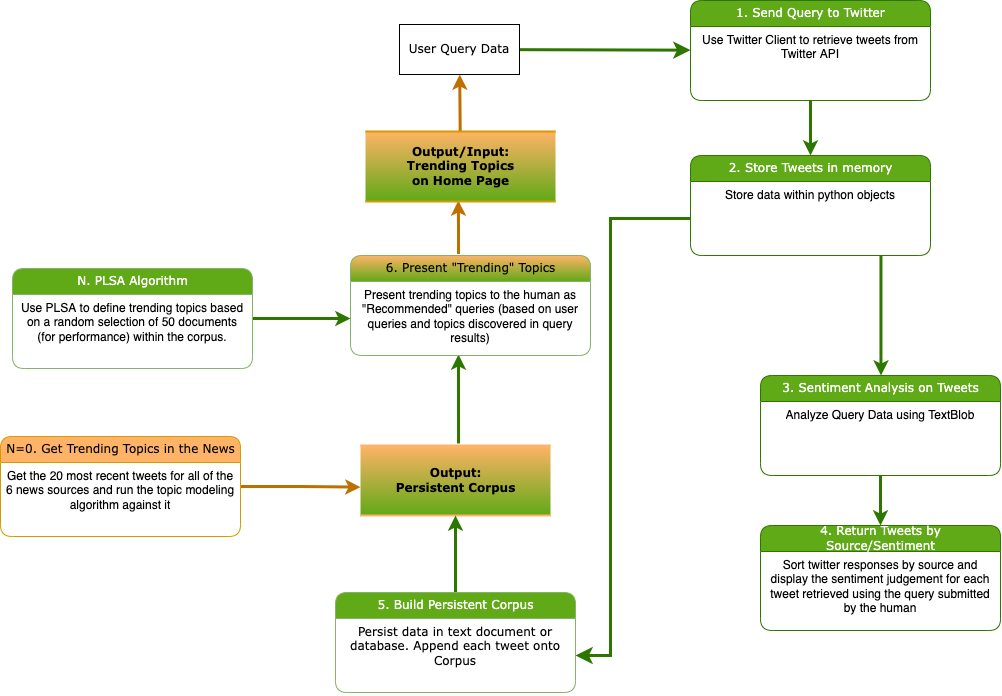 User Query Data
1. Send Query to Twitter
Use Twitter Client to retrieve tweets from
Twitter API
Output/Input:
Trending Topics
on Home Page
2. Store Tweets in memory
Store data within python objects
6. Present "Trending" Topics
Present trending topics to the human as
"Recommended" queries (based on user
queries and topics discovered in query
results)
N. PLSA Algorithm
Use PLSA to define trending topics based
on a random selection of 50 documents
(for performance) within the corpus.
3. Sentiment Analysis on Tweets
Analyze Query Data using TextBlob
N=0. Get Trending Topics in the News
Get the 20 most recent tweets for all of the
6 news sources and run the topic modeling
algorithm against it
Output:
Persistent Corpus
4. Return Tweets by
Source/Sentiment
Sort twitter responses by source and
display the sentiment judgement for each
tweet retrieved using the query submitted
by the human
5. Build Persistent Corpus
Persist data in text document or
database. Append each tweet onto
Corpus